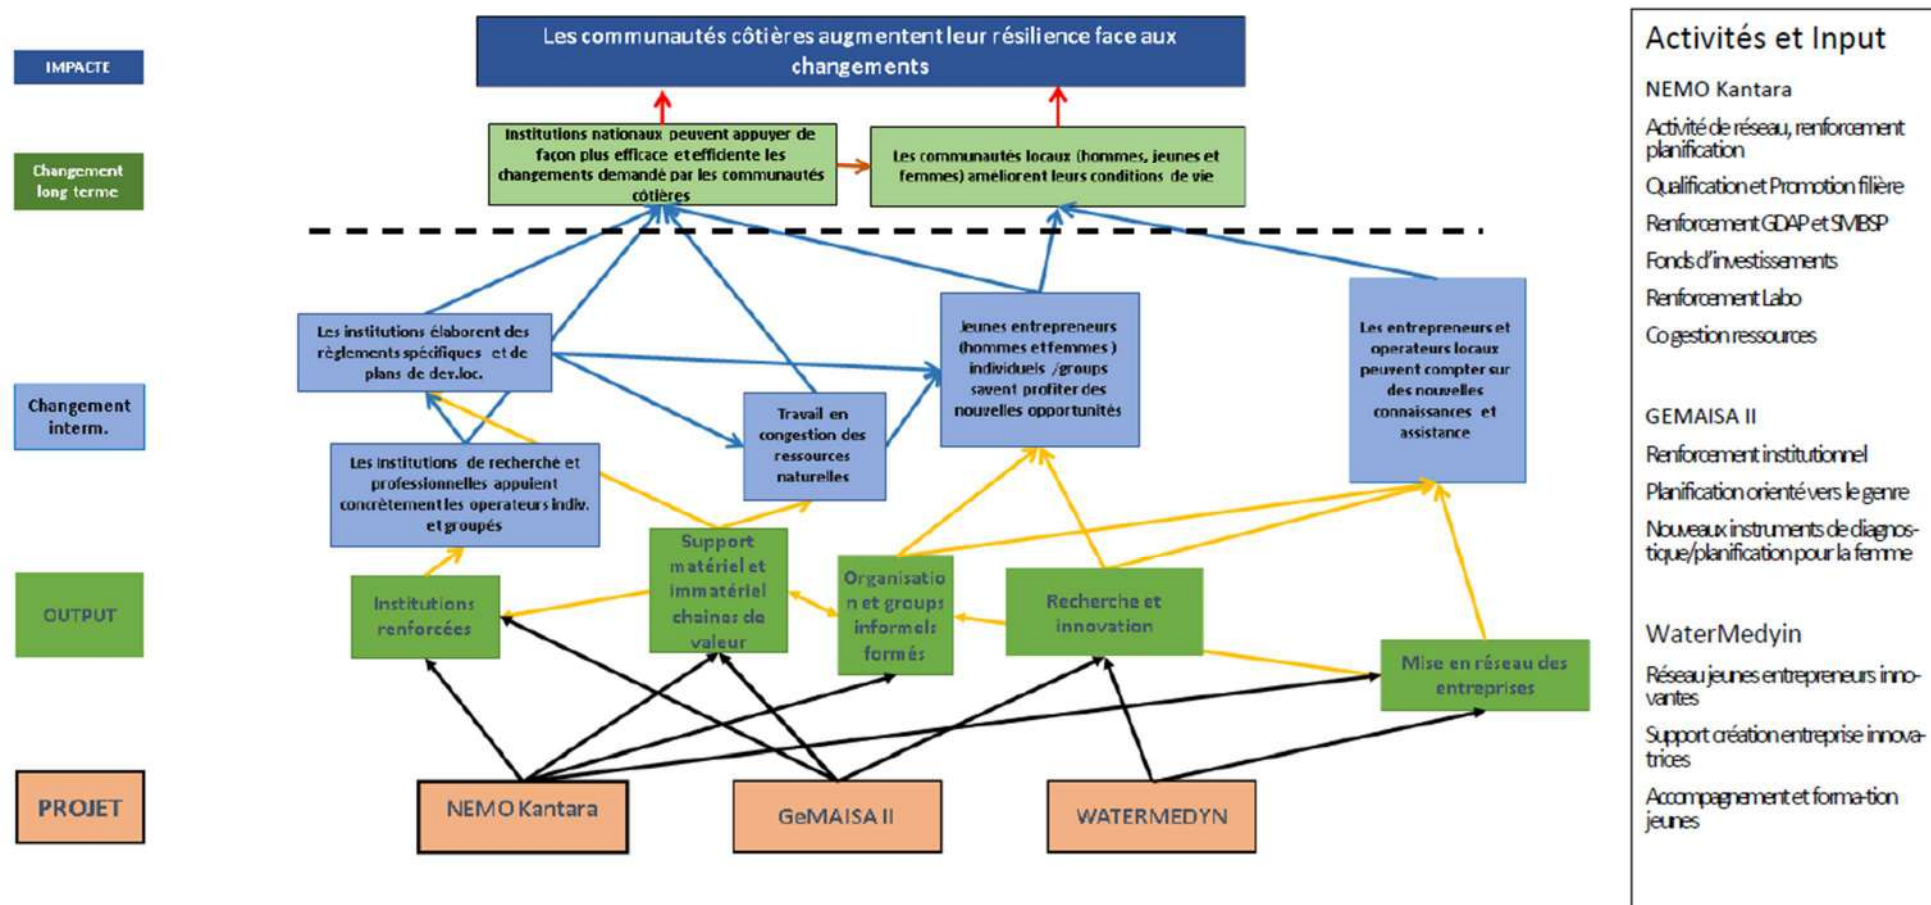 Les communautés côtières augmentent leur résilience face aux
changements
IMPACTE
Institutions nationaux peuvent appuyer de
façon plus efficace et efficiente les
changements demandé par les communautés
côtières
Les communautés locaux (hommes, jeunes et
femmes) améliorent leurs conditions de vie
Changement
long terme
Les institutions élaborent des
règlements spécifiques et de
plans de dev.loc.
Jeunes entrepreneurs
(hommes et femmes )
individuels /groups
savent profiter des
nouvelles opportunités
Les entrepreneurs et
operateurs locaux
peuvent compter sur
des nouvelles
connaissances et
assistance
Changement
interm.
Travail en
congestion des
ressources
naturelles
Les institutions de recherche et
professionnelles appuient
concrètement les operateurs indiv.
et groupés
OUTPUT
Institutions
renforcées
Support
matériel et
immatériel
chaines de
valeur
Organisatio
n et groups
informels
formés
Recherche et
innovation
Mise en réseau des
entreprises
PROJET
NEMO Kantara
GeMAISA II
WATERMEDYN
Activités et Input
NEMO Kantara
Activité de réseau, renforcement
planification
Qualification et Promotion filière
Renforcement GDAP et SMBSP
Fonds d'investissements
Renforcement Labo
Co gestion ressources
GEMAISA II
Renforcement institutionnel
Planification orienté vers le genre
Nouveaux instruments de diagnos-
tique/planification pour la femme
WaterMedyin
Réseau jeunes entrepreneurs inno-
vantes
Support création entreprise innova-
trices
Accompagnement et forma-tion
jeunes